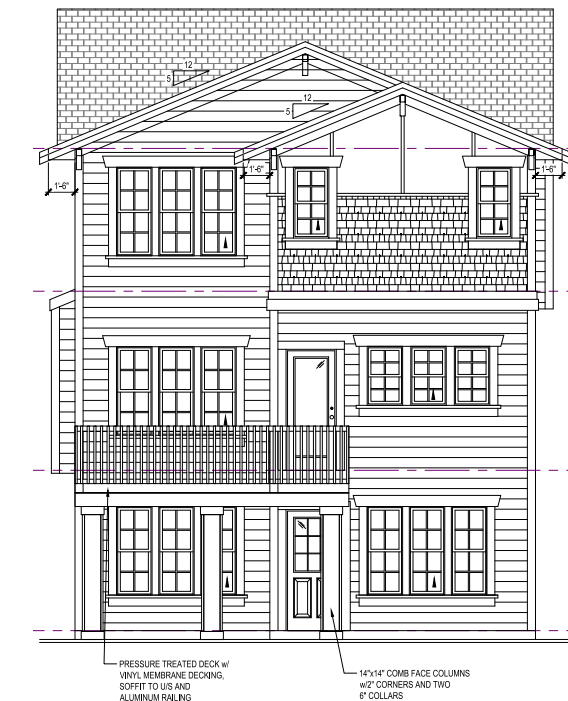 12
5
12
5
1'-6"
1'-6"
1'-6"
PRESSURE TREATED DECK w/
VINYL MEMBRANE DECKING,
SOFFIT TO U/S AND
ALUMINUM RAILING
14"x14" COMB FACE COLUMNS
w/2" CORNERS AND TWO
6" COLLARS